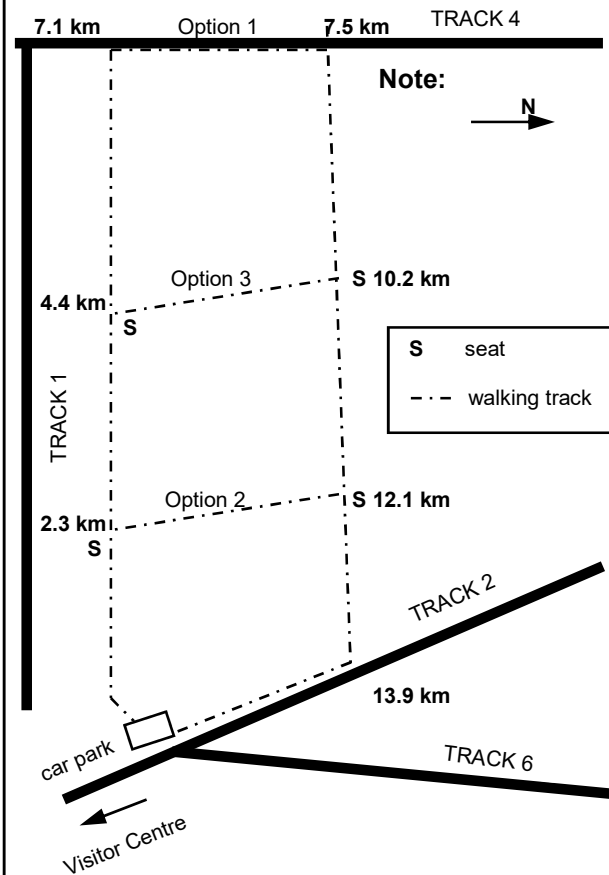 7.1 km Option 1 7.5 km TRACK 4
Note:
N
Option 3 S 10.2 km
4.4 km
S
S seat
walking track
TRACK 1
Option 2 S 12.1 km
2.3 km
S
TRACK 2
13.9 km
car park
TRACK 6
Visitor Centre